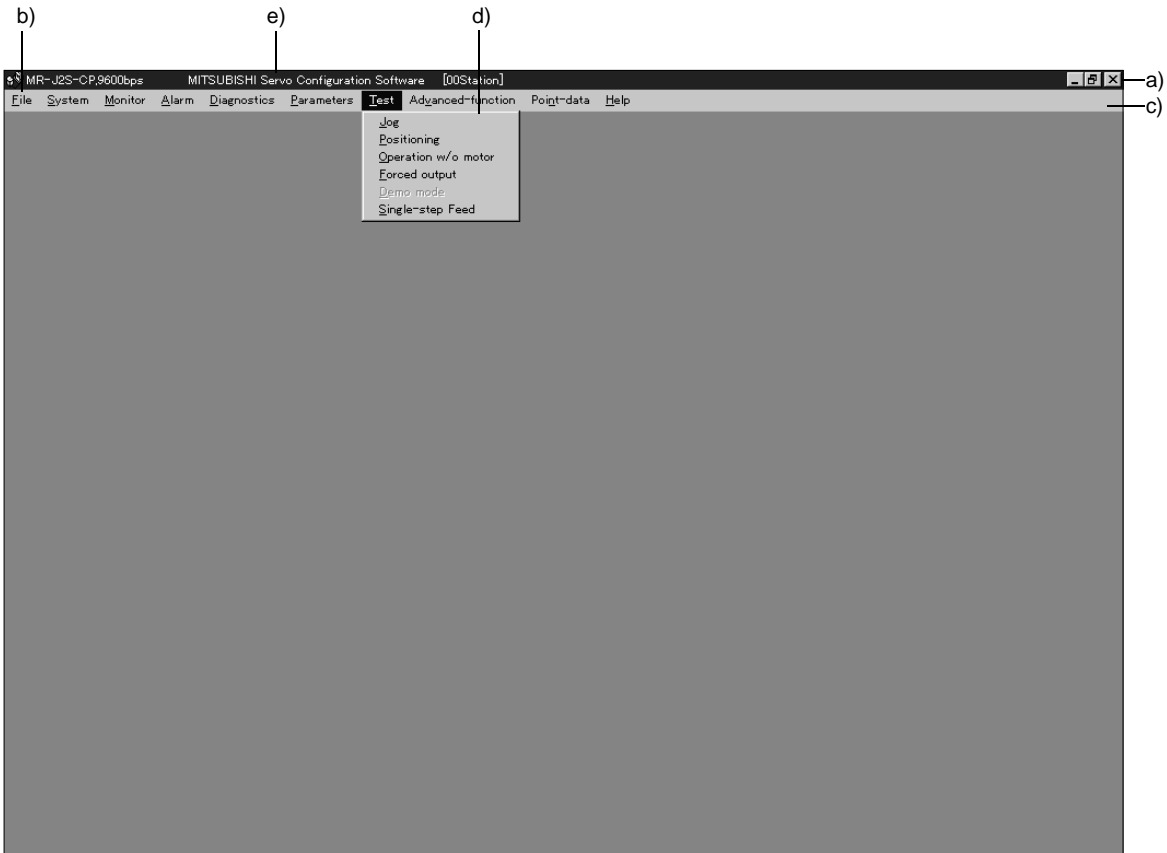 b) e) d)
MR-J2S-CP,9600bps MITSUBISHI Servo Configuration Software [00Station]
a)
File System Monitor Alarm Diagnostics Parameters Test Advanced-function Point-data Help
c)
Jog
Positioning
Operation w/o motor
Forced output
Demo mode
Single-step Feed